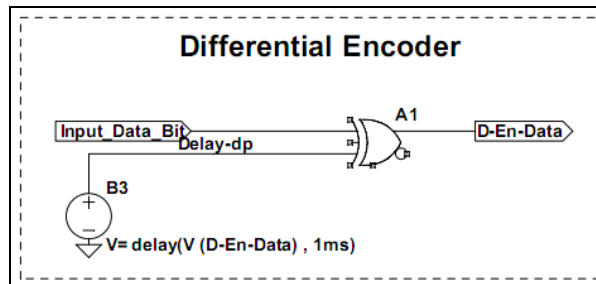 Differential Encoder
A1
Input_Data_Bit
D-En-Data
Delay-dp
B3
V= delay(V (D-En-Data) , 1ms)